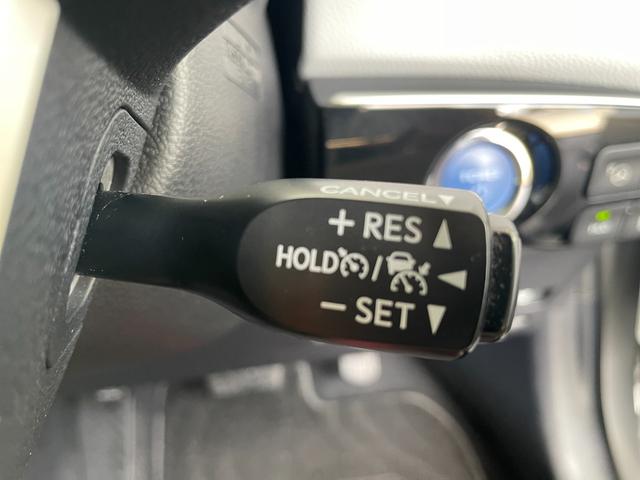 CANCEL▼
+ RES ▲
HOLD / ◀
− SET ▼